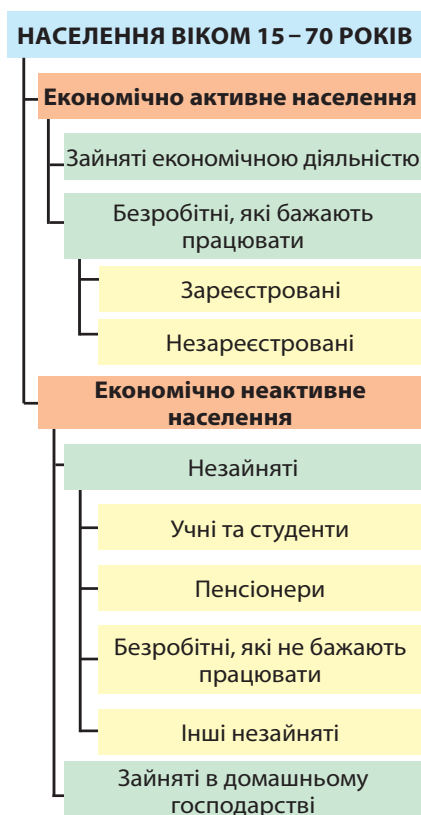 НАСЕЛЕННЯ ВІКОМ 15 – 70 РОКІВ
Економічно активне населення
Зайняті економічною діяльністю
Безробітні, які бажають
працювати
Зареєстровані
Незареєстровані
Економічно неактивне
населення
Незайняті
Учні та студенти
Пенсіонери
Безробітні, які не бажають
працювати
Інші незайняті
Зайняті в домашньому
господарстві